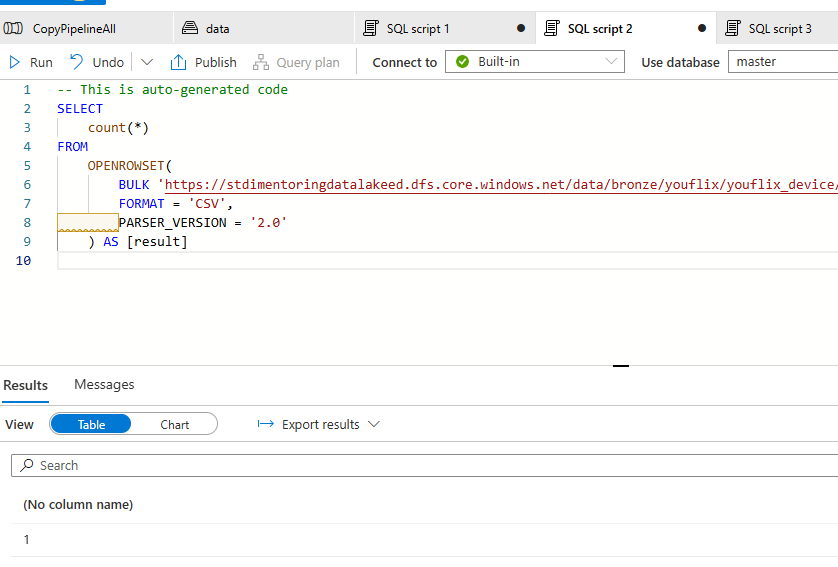 CopyPipelineAll data SQL script 1 SQL script 2 SQL script 3
Run Undo Publish Query plan Connect to Built-in Use database master
1 -- This is auto-generated code
2 SELECT
3 count(*)
4 FROM
5 OPENROWSET(
6 BULK 'https://stdimentoringdatalakeed.dfs.core.windows.net/data/bronze/youflix/youflix_device/
7 FORMAT = 'CSV',
8 PARSER_VERSION = '2.0'
9 ) AS [result]
10
Results Messages
View Table Chart Export results
Search
(No column name)
1